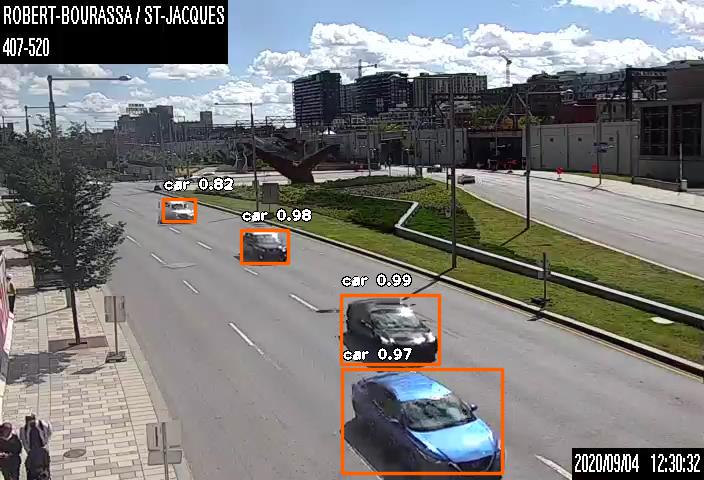 ROBERT-BOURASSA / ST-JACQUES
407-520
car 0.82
car 0.98
car 0.99
car 0.97
2020/09/04 12:30:32